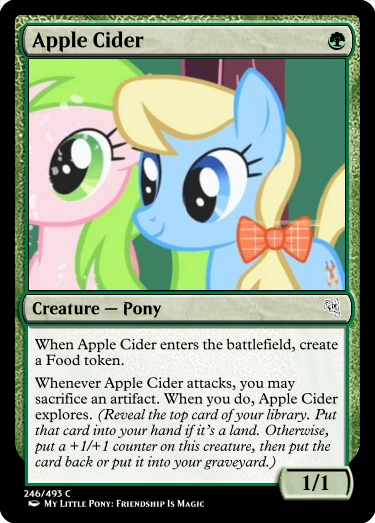 Apple Cider
Creature — Pony
When Apple Cider enters the battlefield, create
a Food token.
Whenever Apple Cider attacks, you may
sacrifice an artifact. When you do, Apple Cider
explores. (Reveal the top card of your library. Put
that card into your hand if it's a land. Otherwise,
put a +1/+1 counter on this creature, then put the
card back or put it into your graveyard.)
1/1
246/493 C
My Little Pony: Friendship Is Magic